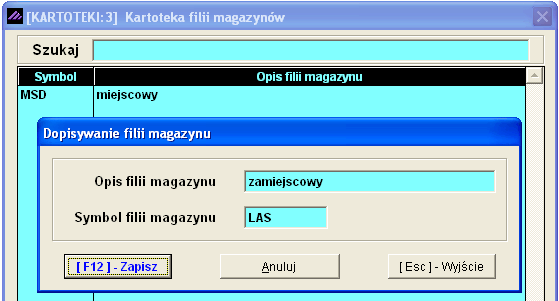 [KARTOTEKI: 3] Kartoteka filii magazynów
Szukaj
Symbol Opis filii magazynu
MSD miejscowy
Dopisywanie filii magazynu
Opis filii magazynu zamiejscowy
Symbol filii magazynu LAS
[ F12 ] - Zapisz Anuluj [ Esc ] - Wyjście